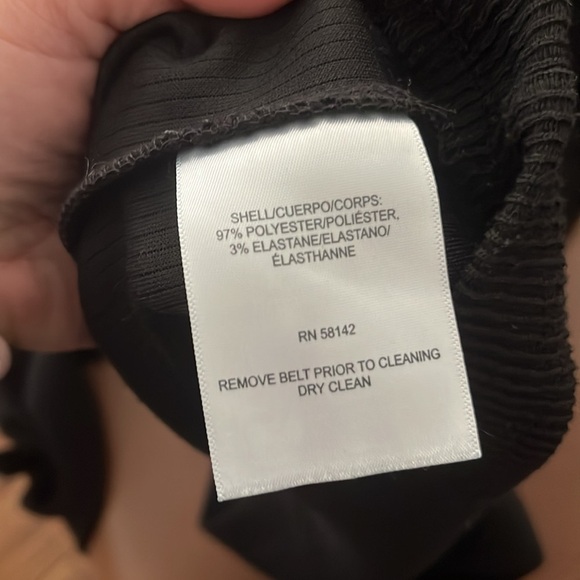 SHELL/CUERPO/CORPS:
97% POLYESTER/POLIÉSTER,
3% ELASTANE/ELASTANO/
ÉLASTHANNE
RN 58142
REMOVE BELT PRIOR TO CLEANING
DRY CLEAN